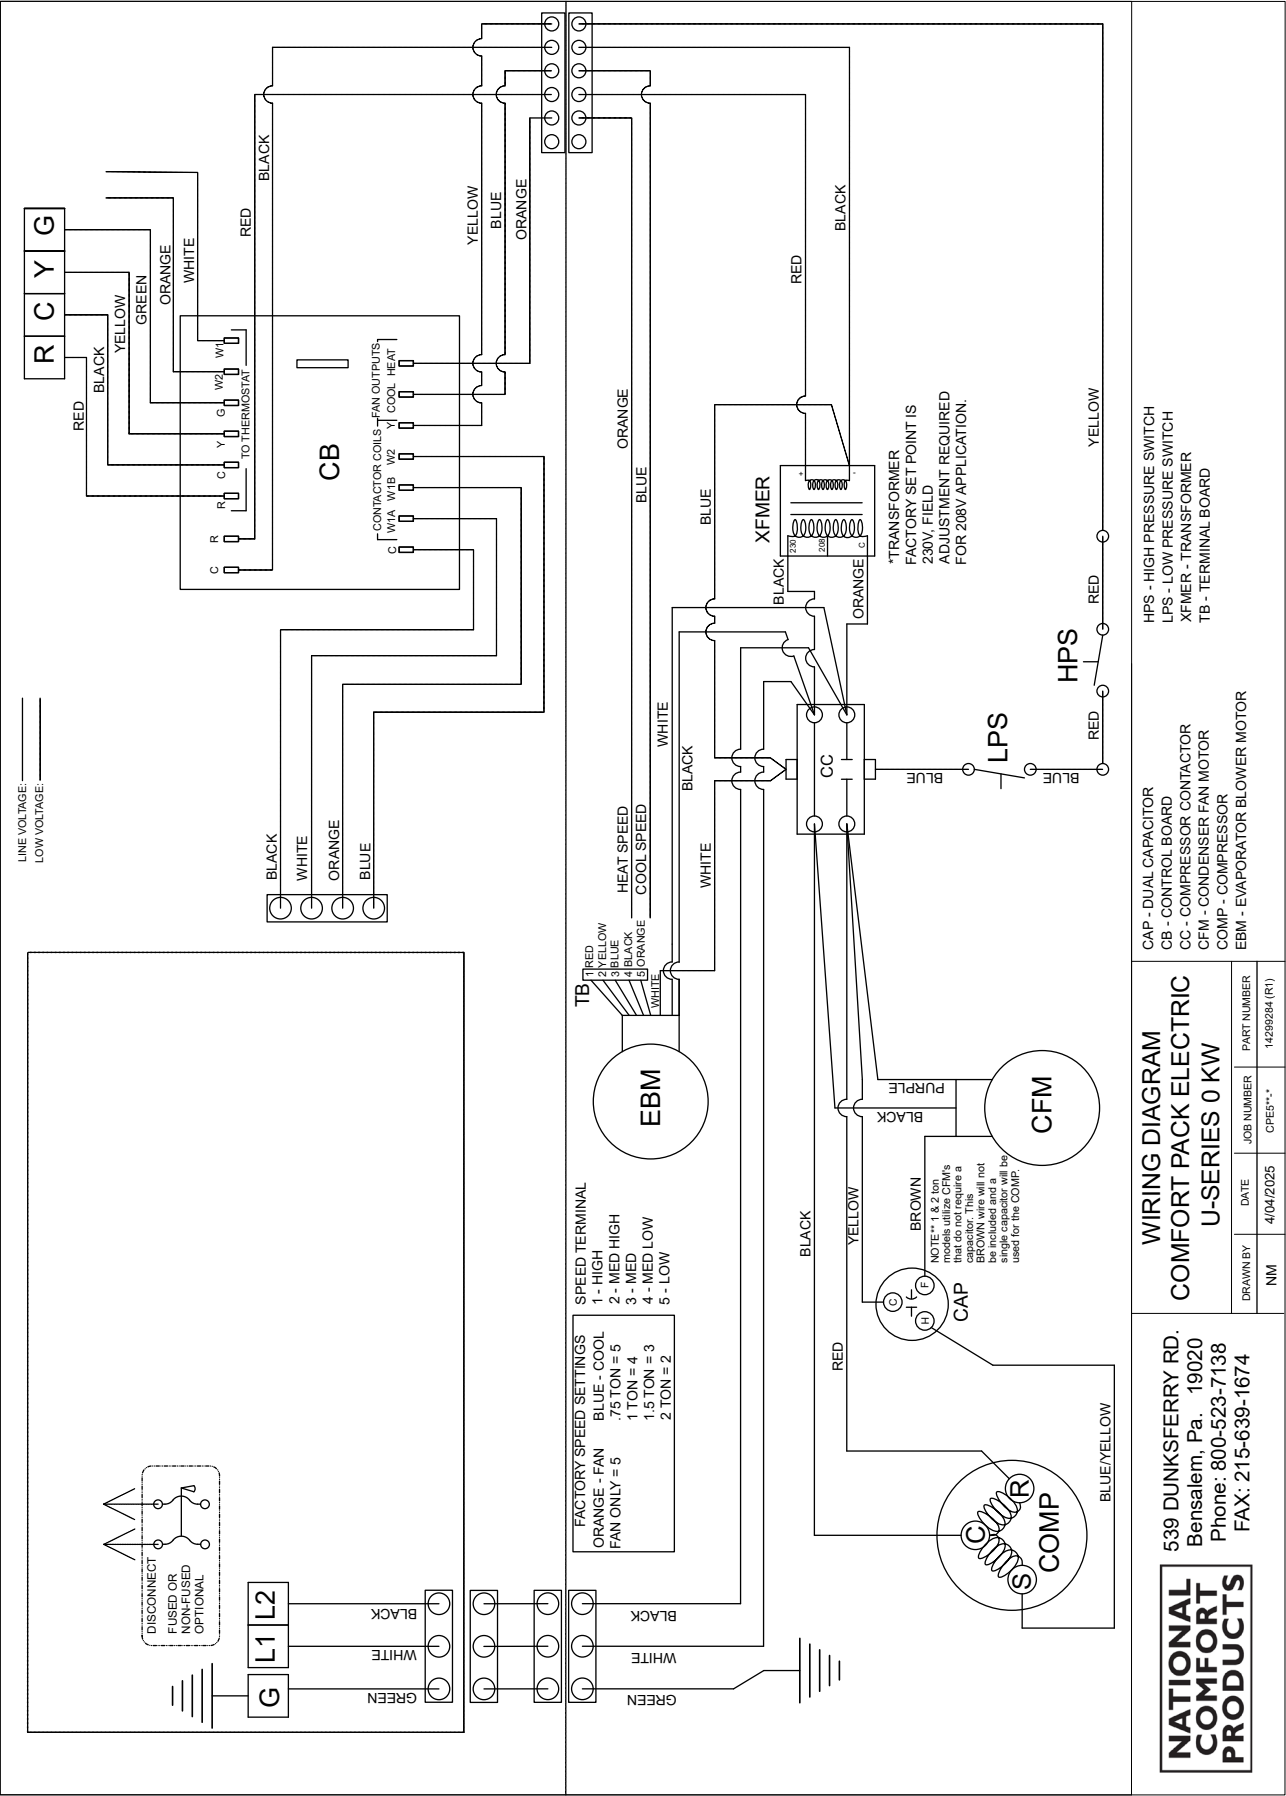 LINE VOLTAGE:
LOW VOLTAGE:
R C Y G
RED
BLACK
YELLOW
GREEN
ORANGE
WHITE
RED
BLACK
C R
R C Y G W2 W1
TO THERMOSTAT
CB
CONTACTOR COILS
FAN OUTPUTS
C W1A W1B W2 Y COOL HEAT
YELLOW
BLUE
ORANGE
BLACK
WHITE
ORANGE
BLUE
DISCONNECT
FUSED OR
NON-FUSED
OPTIONAL
G L1 L2
GREEN
WHITE
BLACK
GREEN
WHITE
BLACK
FACTORY SPEED SETTINGS
ORANGE - FAN BLUE - COOL
FAN ONLY = 5 .75 TON = 5
1 TON = 4
1.5 TON = 3
2 TON = 2
SPEED TERMINAL
1 - HIGH
2 - MED HIGH
3 - MED
4 - MED LOW
5 - LOW
TB
1 RED
2 YELLOW
3 BLUE
4 BLACK
5 ORANGE
WHITE
EBM
HEAT SPEED
COOL SPEED
ORANGE
BLUE
WHITE
BLACK
WHITE
BLUE
RED
BLACK
XFMER
+ -
230 208 C
BLACK
ORANGE
*TRANSFORMER
FACTORY SET POINT IS
230V, FIELD
ADJUSTMENT REQUIRED
FOR 208V APPLICATION.
CC
BLUE
LPS
BLUE
RED
HPS
RED
YELLOW
BLACK
PURPLE
CFM
BROWN
NOTE** 1 & 2 ton
models utilize CFM's
that do not require a
capacitor. This
BROWN wire will not
be included and a
single capacitor will be
used for the COMP.
BLACK
YELLOW
RED
C
H F
CAP
C
S R
COMP
BLUE/YELLOW
NATIONAL
COMFORT
PRODUCTS
539 DUNKSFERRY RD.
Bensalem, Pa. 19020
Phone: 800-523-7138
FAX: 215-639-1674
WIRING DIAGRAM
COMFORT PACK ELECTRIC
U-SERIES 0 KW
DRAWN BY DATE JOB NUMBER PART NUMBER
NM 4/04/2025 CPE5**-* 14299284 (R1)
CAP - DUAL CAPACITOR
CB - CONTROL BOARD
CC - COMPRESSOR CONTACTOR
CFM - CONDENSER FAN MOTOR
COMP - COMPRESSOR
EBM - EVAPORATOR BLOWER MOTOR
HPS - HIGH PRESSURE SWITCH
LPS - LOW PRESSURE SWITCH
XFMER - TRANSFORMER
TB - TERMINAL BOARD